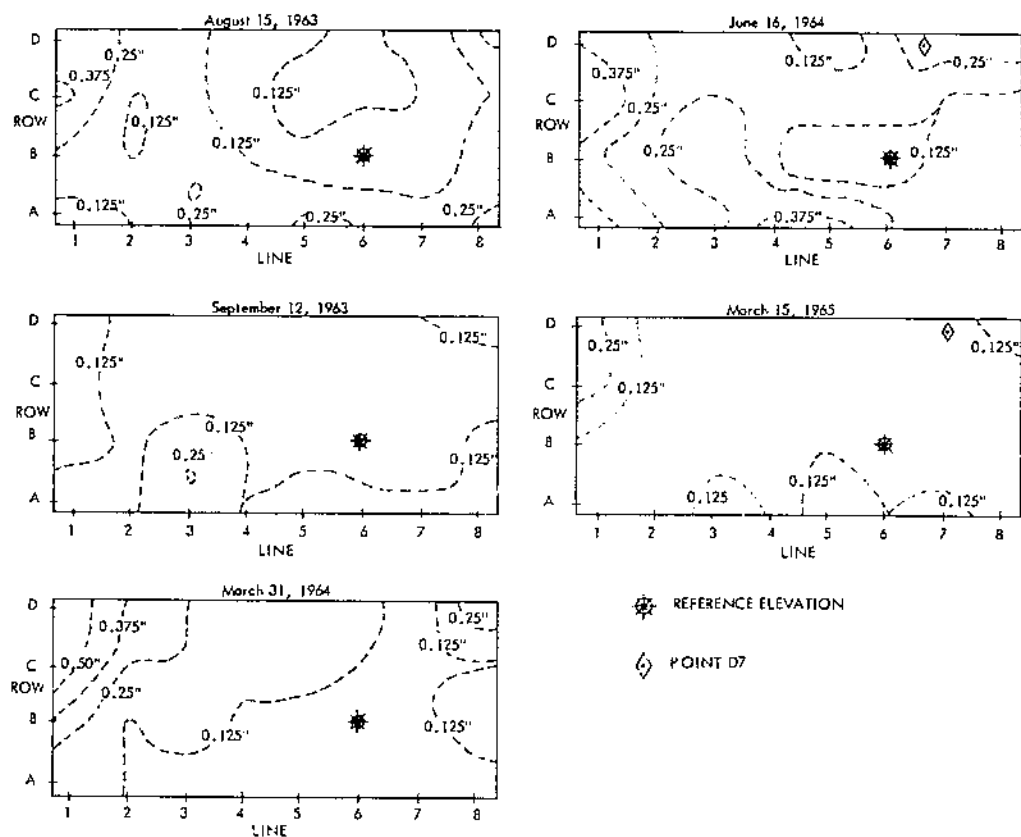 August 15, 1963
D
C
ROW
B
A
0.25"
0.375
0.125"
0.125"
0.125"
0.125"
0.25"
0.25"
0.25"
1 2 3 4 5 6 7 8
LINE
June 16, 1964
D
C
ROW
B
A
0.375"
0.25"
0.25"
0.125"
0.25"
0.125"
0.375"
1 2 3 4 5 6 7 8
LINE
September 12, 1963
D
C
ROW
B
A
0.125"
0.125"
0.25"
0.125"
0.125"
1 2 3 4 5 6 7 8
LINE
March 15, 1965
D
C
ROW
B
A
0.25"
0.125"
0.125"
0.125
0.125"
0.125"
1 2 3 4 5 6 7 8
LINE
March 31, 1964
D
C
ROW
B
A
0.375"
0.50"
0.25"
0.125"
0.25"
0.125"
0.125"
1 2 3 4 5 6 7 8
LINE
REFERENCE ELEVATION
POINT D7